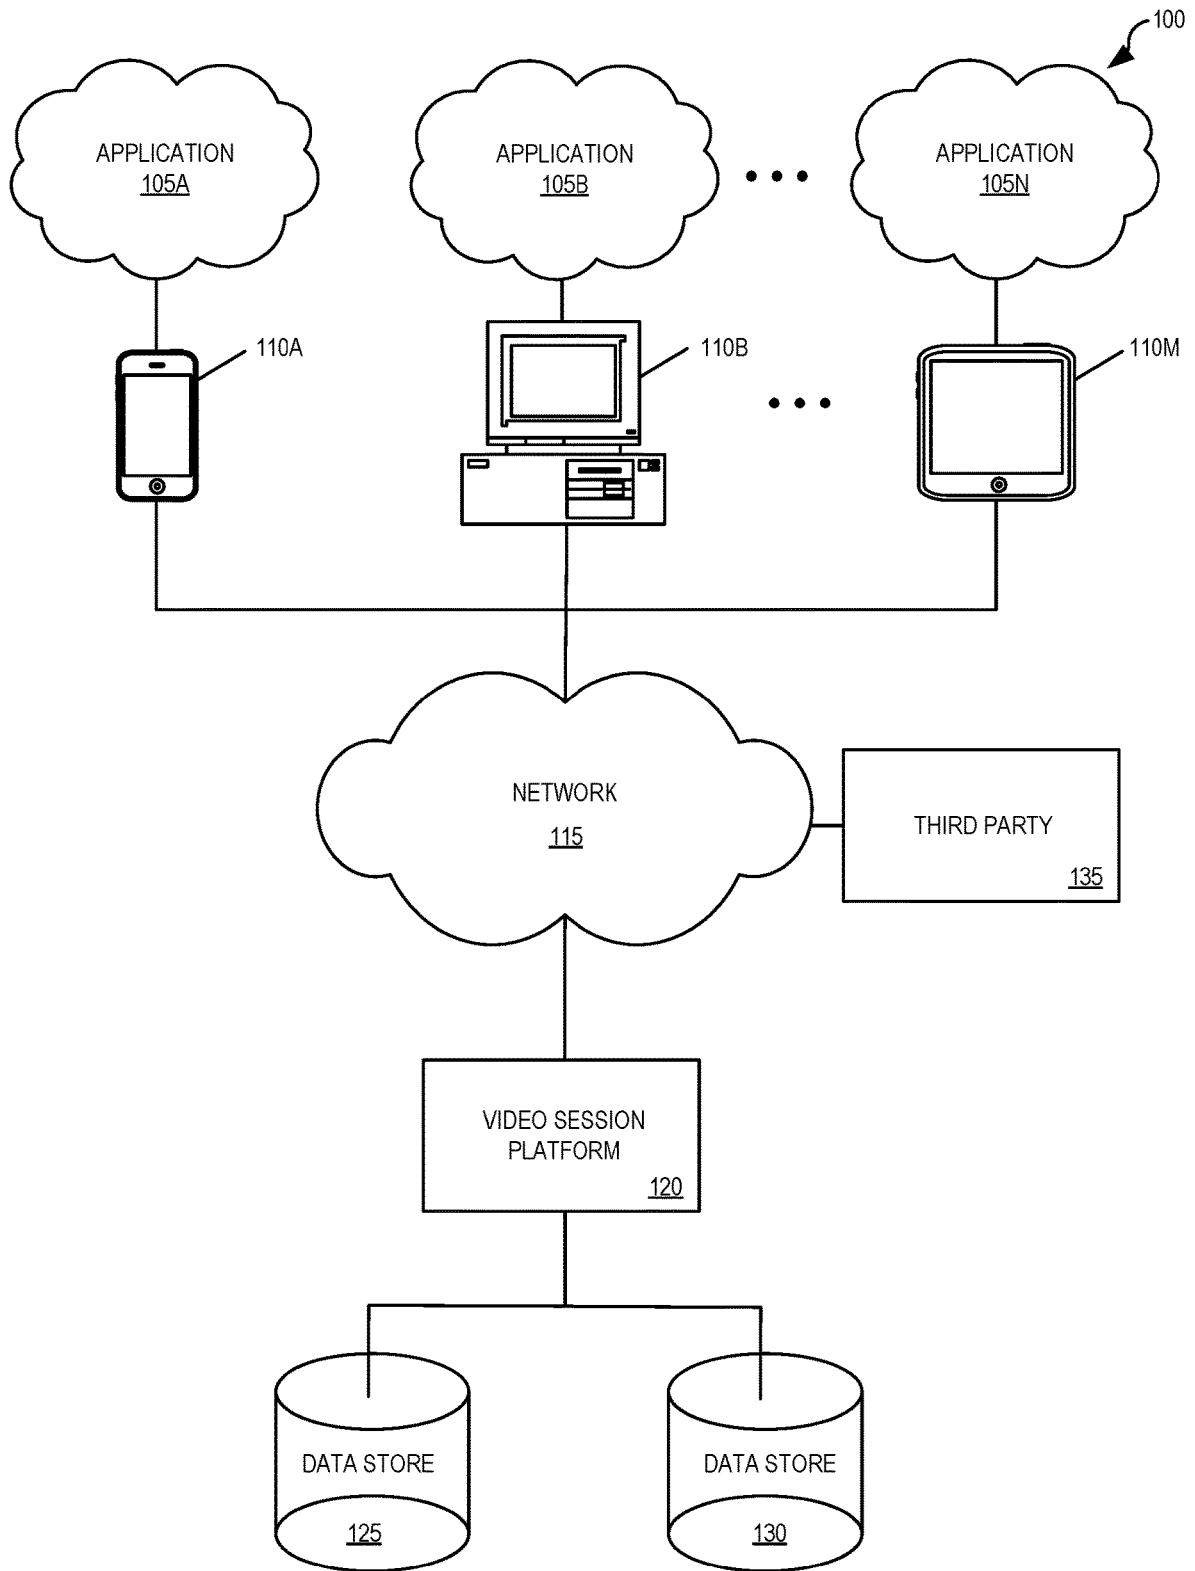 100
APPLICATION
105A
APPLICATION
105B
APPLICATION
105N
110A
110B
110M
NETWORK
115
THIRD PARTY
135
VIDEO SESSION
PLATFORM
120
DATA STORE
125
DATA STORE
130